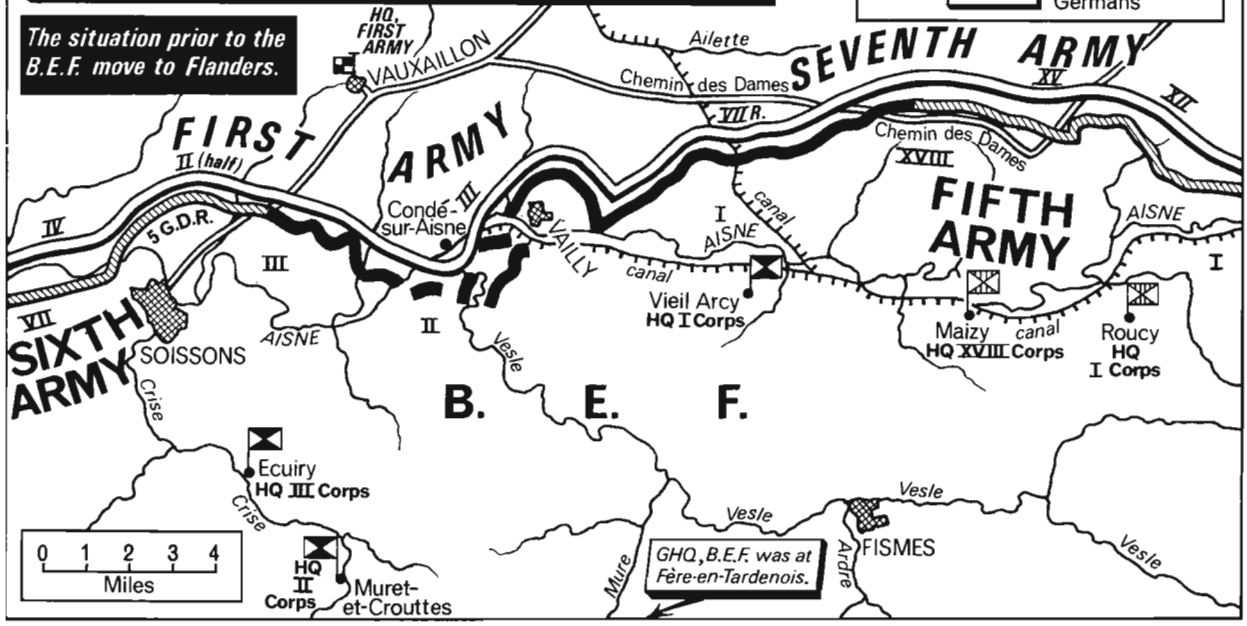 Germans
The situation prior to the
B.E.F. move to Flanders.
HQ,
FIRST
ARMY
VAUXAILLON
Ailette
SEVENTH ARMY
XV
XII
Chemin des Dames
VII R.
FIRST
ARMY
II (half)
III
Chemin des Dames
XVIII
IV
5 G.D.R.
Condé-
sur-Aisne
I
canal
FIFTH
ARMY
AISNE
VAILLY
AISNE
canal
I
III
VII
II
SIXTH
ARMY
SOISSONS
AISNE
Vieil Arcy
HQ I Corps
Maizy
HQ XVIII Corps
canal
Roucy
HQ
I Corps
Vesle
Crise
B. E. F.
Ecuiry
HQ III Corps
Crise
Vesle
Vesle
FISMES
Vesle
0 1 2 3 4
Miles
HQ
II
Corps
Muret-
et-Crouttes
Mure
GHQ, B.E.F. was at
Fère-en-Tardenois.
Ardre